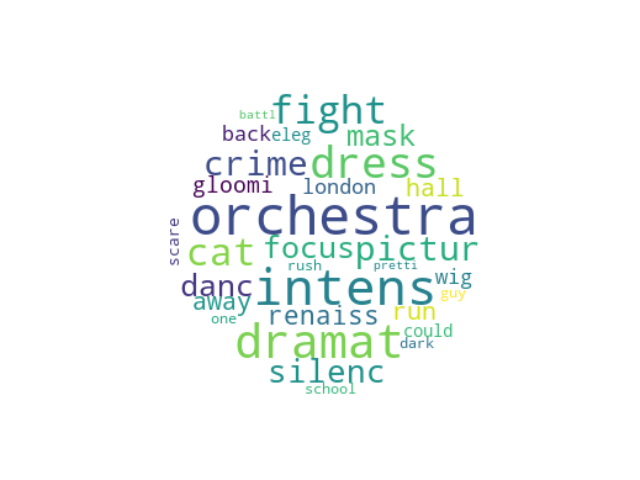 battl fight
back eleg mask
crime dress
gloomi london hall
orchestra
scare cat focus pictur
rush pretti
danc intens wig
away renaiss run guy
one dramat could
dark
silenc
school